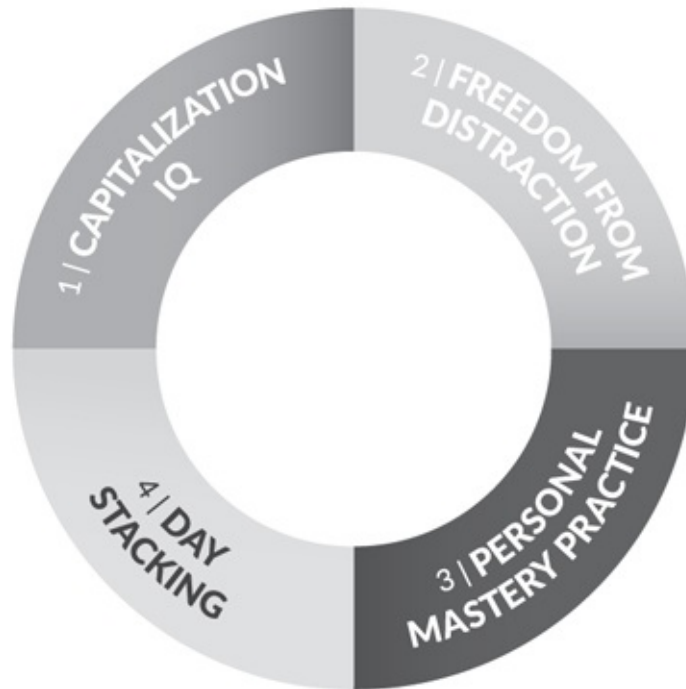 1 | CAPITALIZATION
IQ
2 | FREEDOM FROM
DISTRACTION
3 | PERSONAL
MASTERY PRACTICE
4 | DAY
STACKING